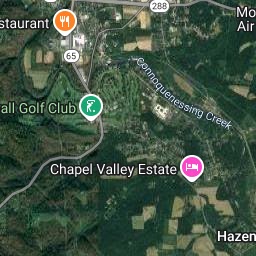 288
Mo
estaurant
Air
65
Connoquenessing Creek
all Golf Club
Chapel Valley Estate
Hazen